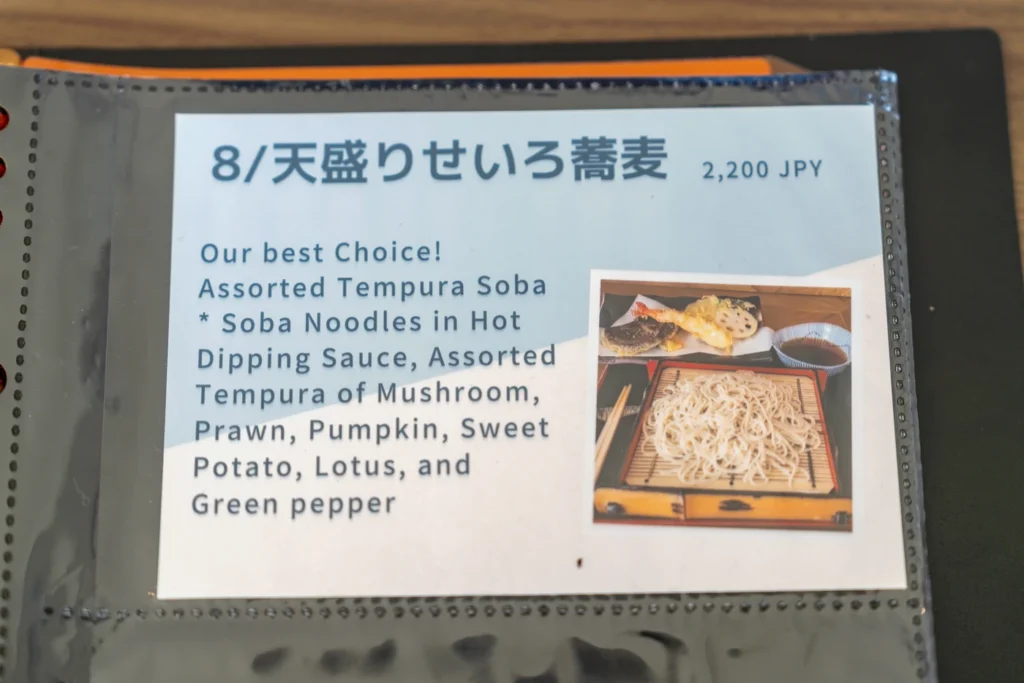 8/天盛りせいろ蕎麦 2,200 JPY
Our best Choice!
Assorted Tempura Soba
* Soba Noodles in Hot
Dipping Sauce, Assorted
Tempura of Mushroom,
Prawn, Pumpkin, Sweet
Potato, Lotus, and
Green pepper